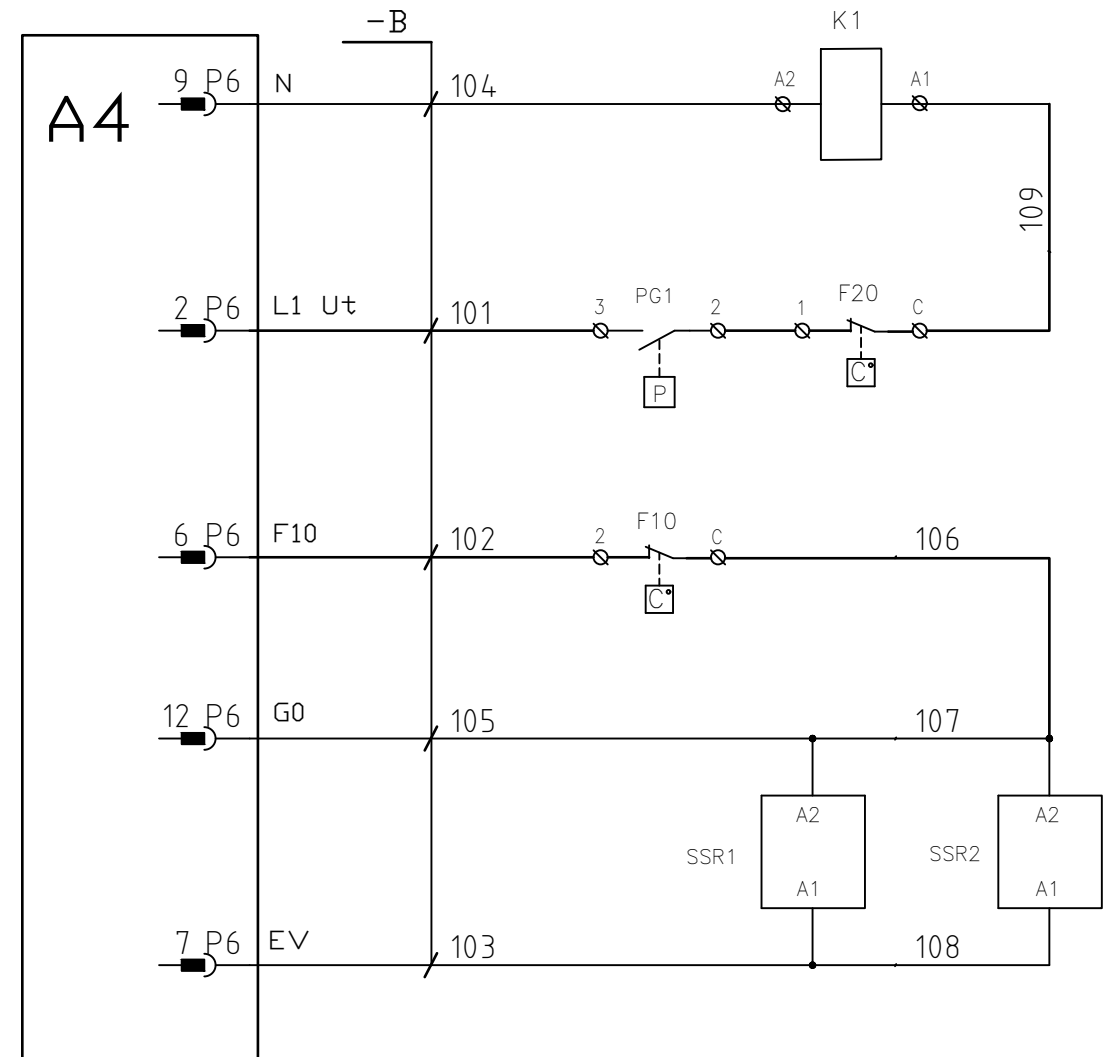 -B
K1
A4
9 P6 N
104
A2
A1
109
2 P6 L1 Ut
101
3
PG1
2
1
F20
C
P
C°
6 P6 F10
102
2
F10
C
106
C°
12 P6 G0
105
107
SSR1
A2
A1
SSR2
A2
A1
7 P6 EV
103
108